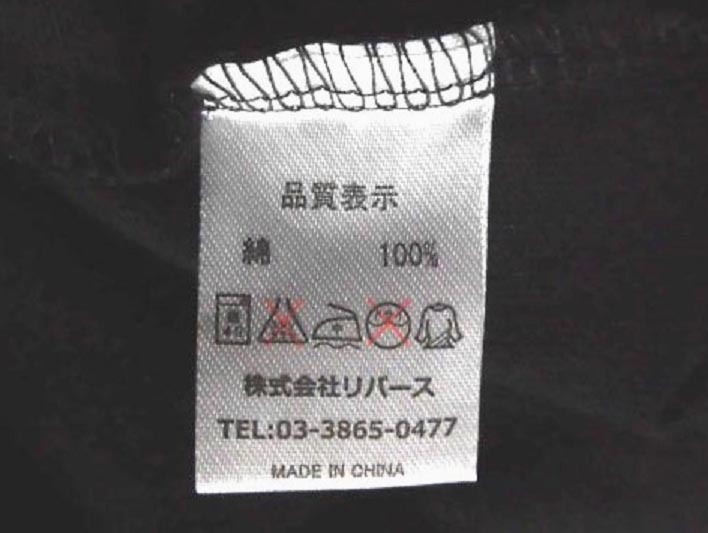 品質表示
綿 100%
株式会社リバース
TEL:03-3865-0477
MADE IN CHINA